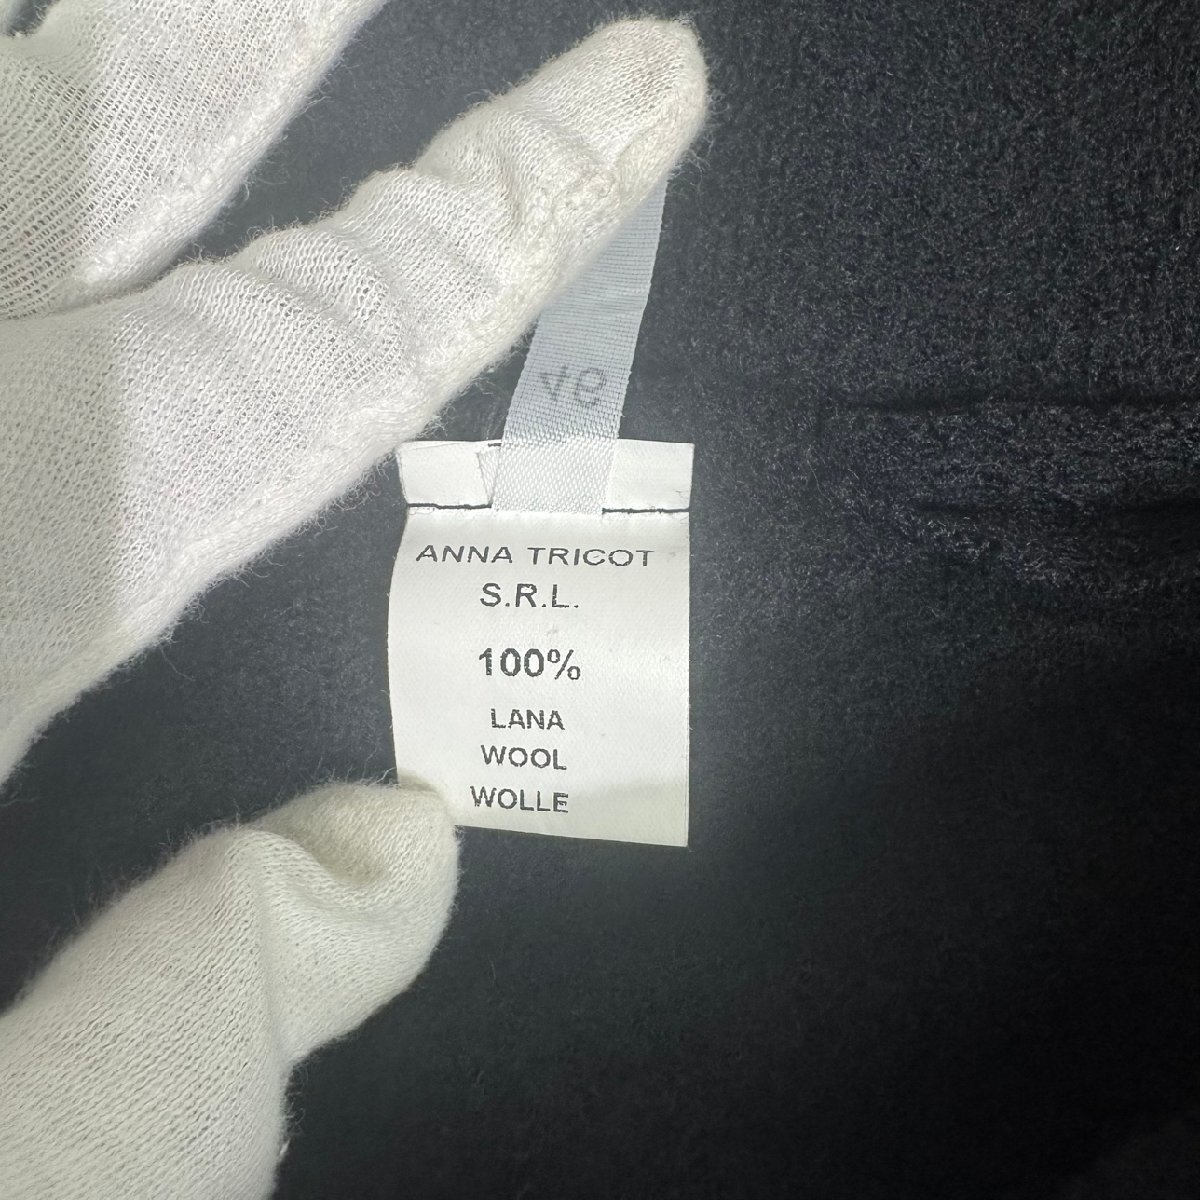 ANNA TRICOT
S.R.L.
100%
LANA
WOOL
WOLLE